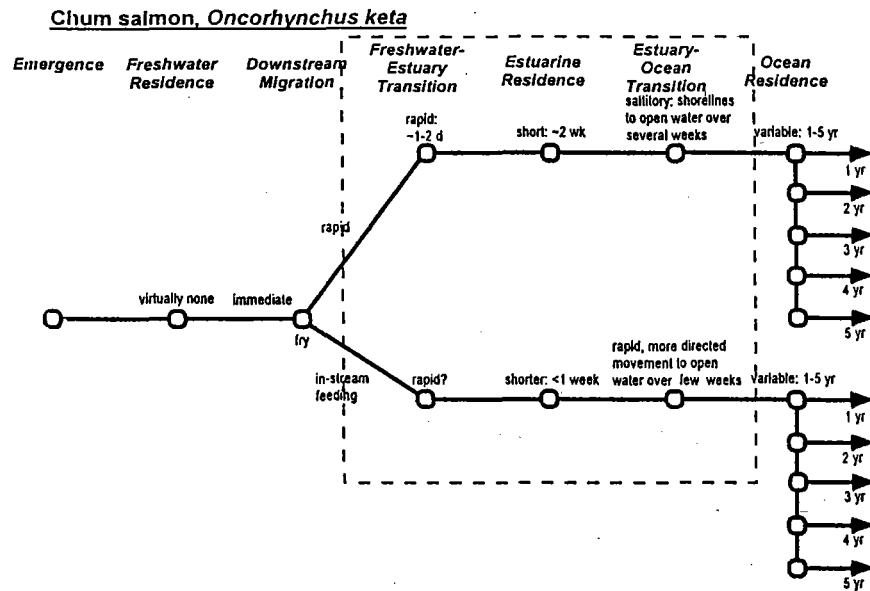 Chum salmon, Oncorhynchus keta
Emergence
Freshwater
Residence
Downstream
Migration
Freshwater-
Estuary
Transition
Estuarine
Residence
Estuary-
Ocean
Transition
Ocean
Residence
rapid:
~1-2 d
short: ~2 wk
saltitory: shorelines
to open water over
several weeks
variable: 1-5 yr
1 yr
2 yr
3 yr
4 yr
5 yr
rapid
virtually none
immediate
fry
in-stream
feeding
rapid?
shorter: <1 week
rapid, more directed
movement to open
water over few weeks
variable: 1-5 yr
1 yr
2 yr
3 yr
4 yr
5 yr